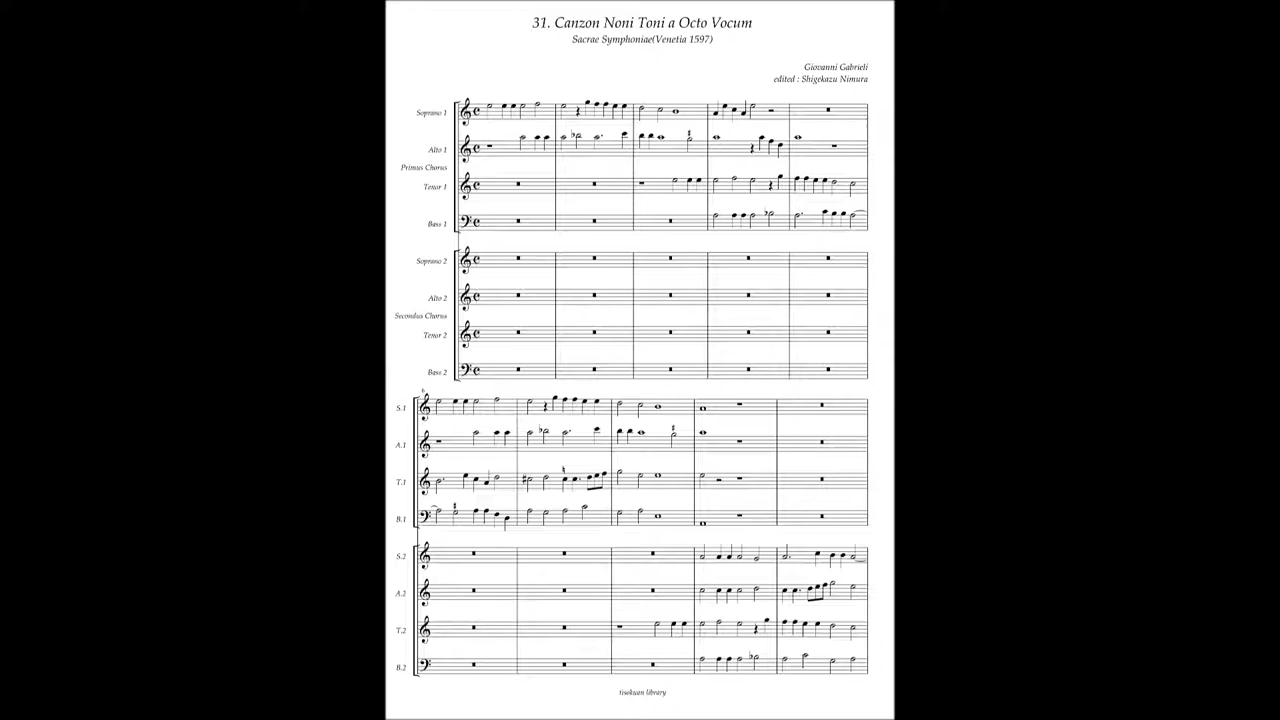 31. Canzon Noni Toni a Octo Vocum
Sacrae Symphoniae(Venetia 1597)
Giovanni Gabrieli
edited : Shigekazu Nimura
Soprano 1
Alto 1
Primus Chorus
Tenor 1
Bass 1
Soprano 2
Alto 2
Secondus Chorus
Tenor 2
Bass 2
6
S.1
A.1
T.1
B.1
S.2
A.2
T.2
B.2
tisekwan library